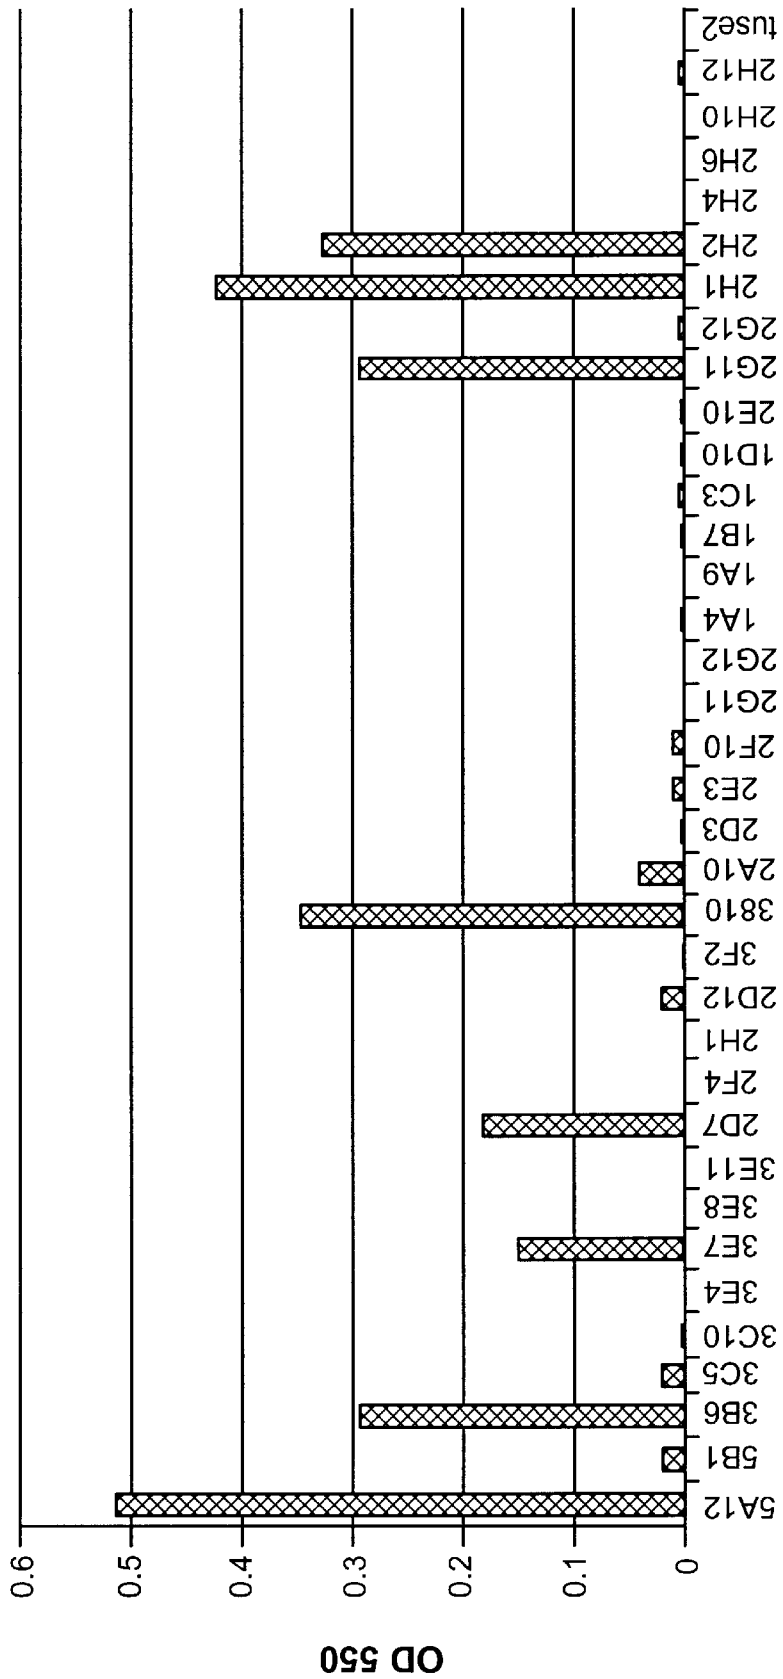 OD 550
0.6
0.5
0.4
0.3
0.2
0.1
0
5A12
5B1
3B6
3C5
3C10
3E4
3E7
3E8
3E11
2D7
2F4
2H1
2D12
3F2
3810
2A10
2D3
2E3
2F10
2G11
2G12
1A4
1A9
1B7
1C3
1D10
2E10
2G11
2G12
2H1
2H2
2H4
2H6
2H10
2H12
tuse2